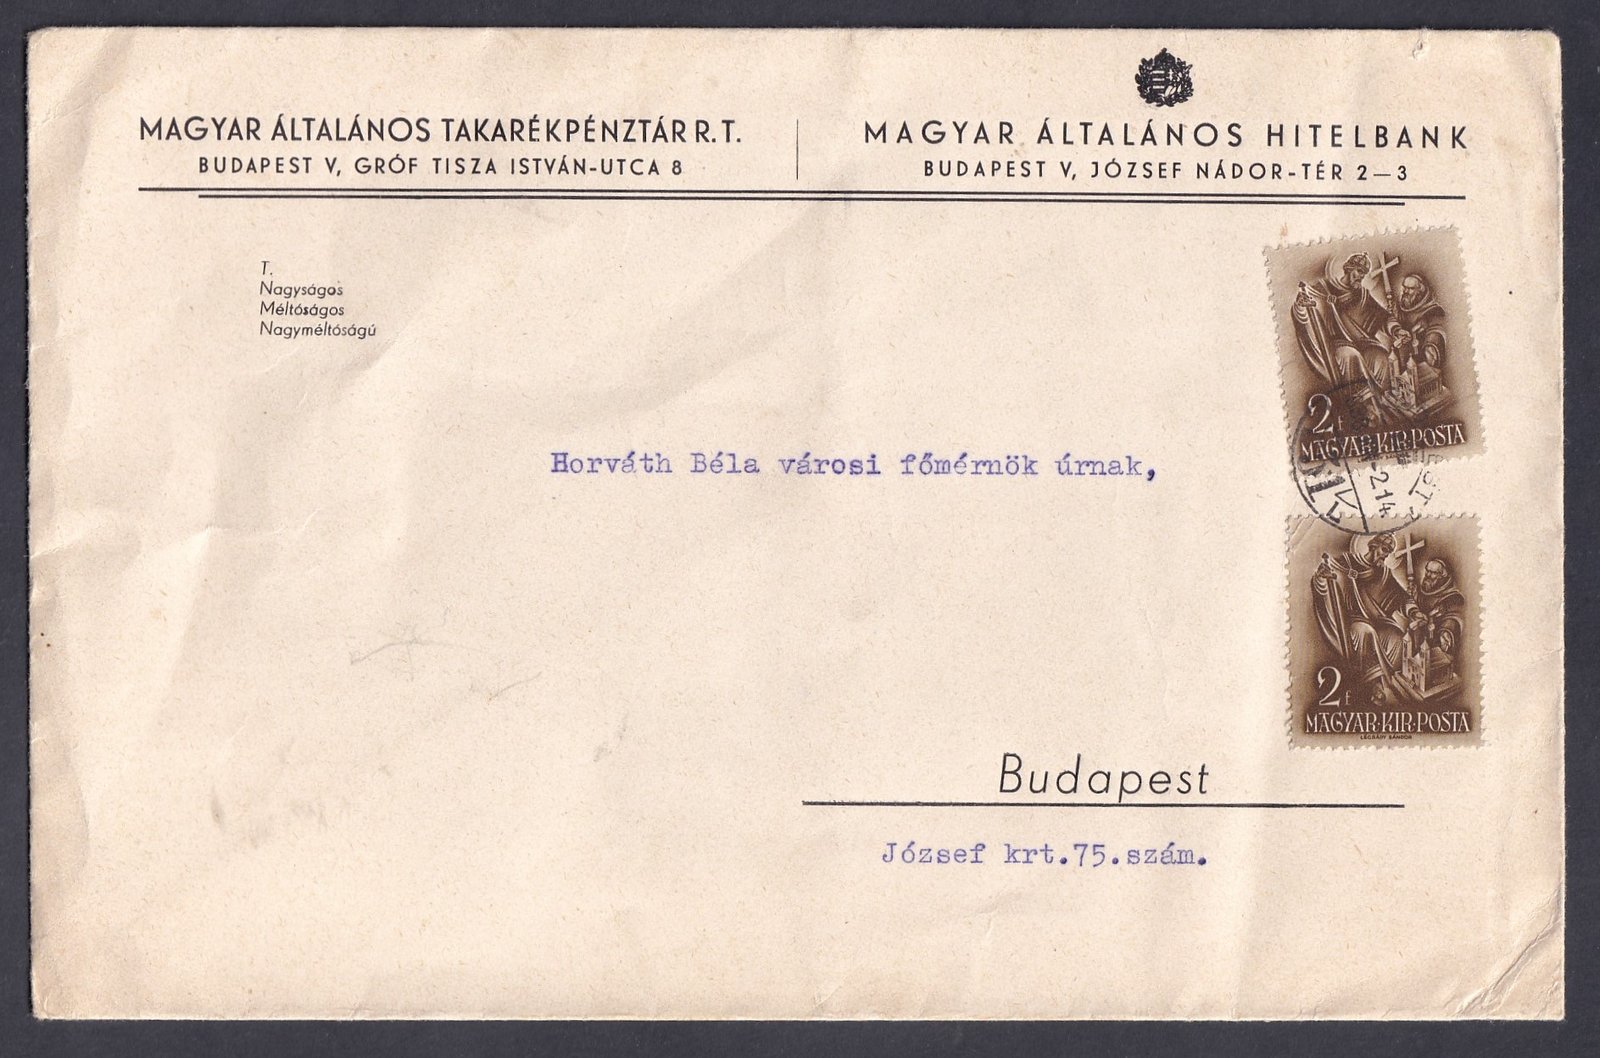 MAGYAR ÁLTALÁNOS TAKARÉKPÉNZTÁR R.T.
BUDAPEST V, GRÓF TISZA ISTVÁN-UTCA 8
MAGYAR ÁLTALÁNOS HITELBANK
BUDAPEST V, JÓZSEF NÁDOR-TÉR 2—3
T.
Nagyságos
Méltóságos
Nagyméltóságú
2f
MAGYAR·KIR·POSTA
Horváth Béla városi főmérnök úrnak,
2f
MAGYAR·KIR·POSTA
LÉGRÁDY SÁNDOR
Budapest
József krt.75.szám.